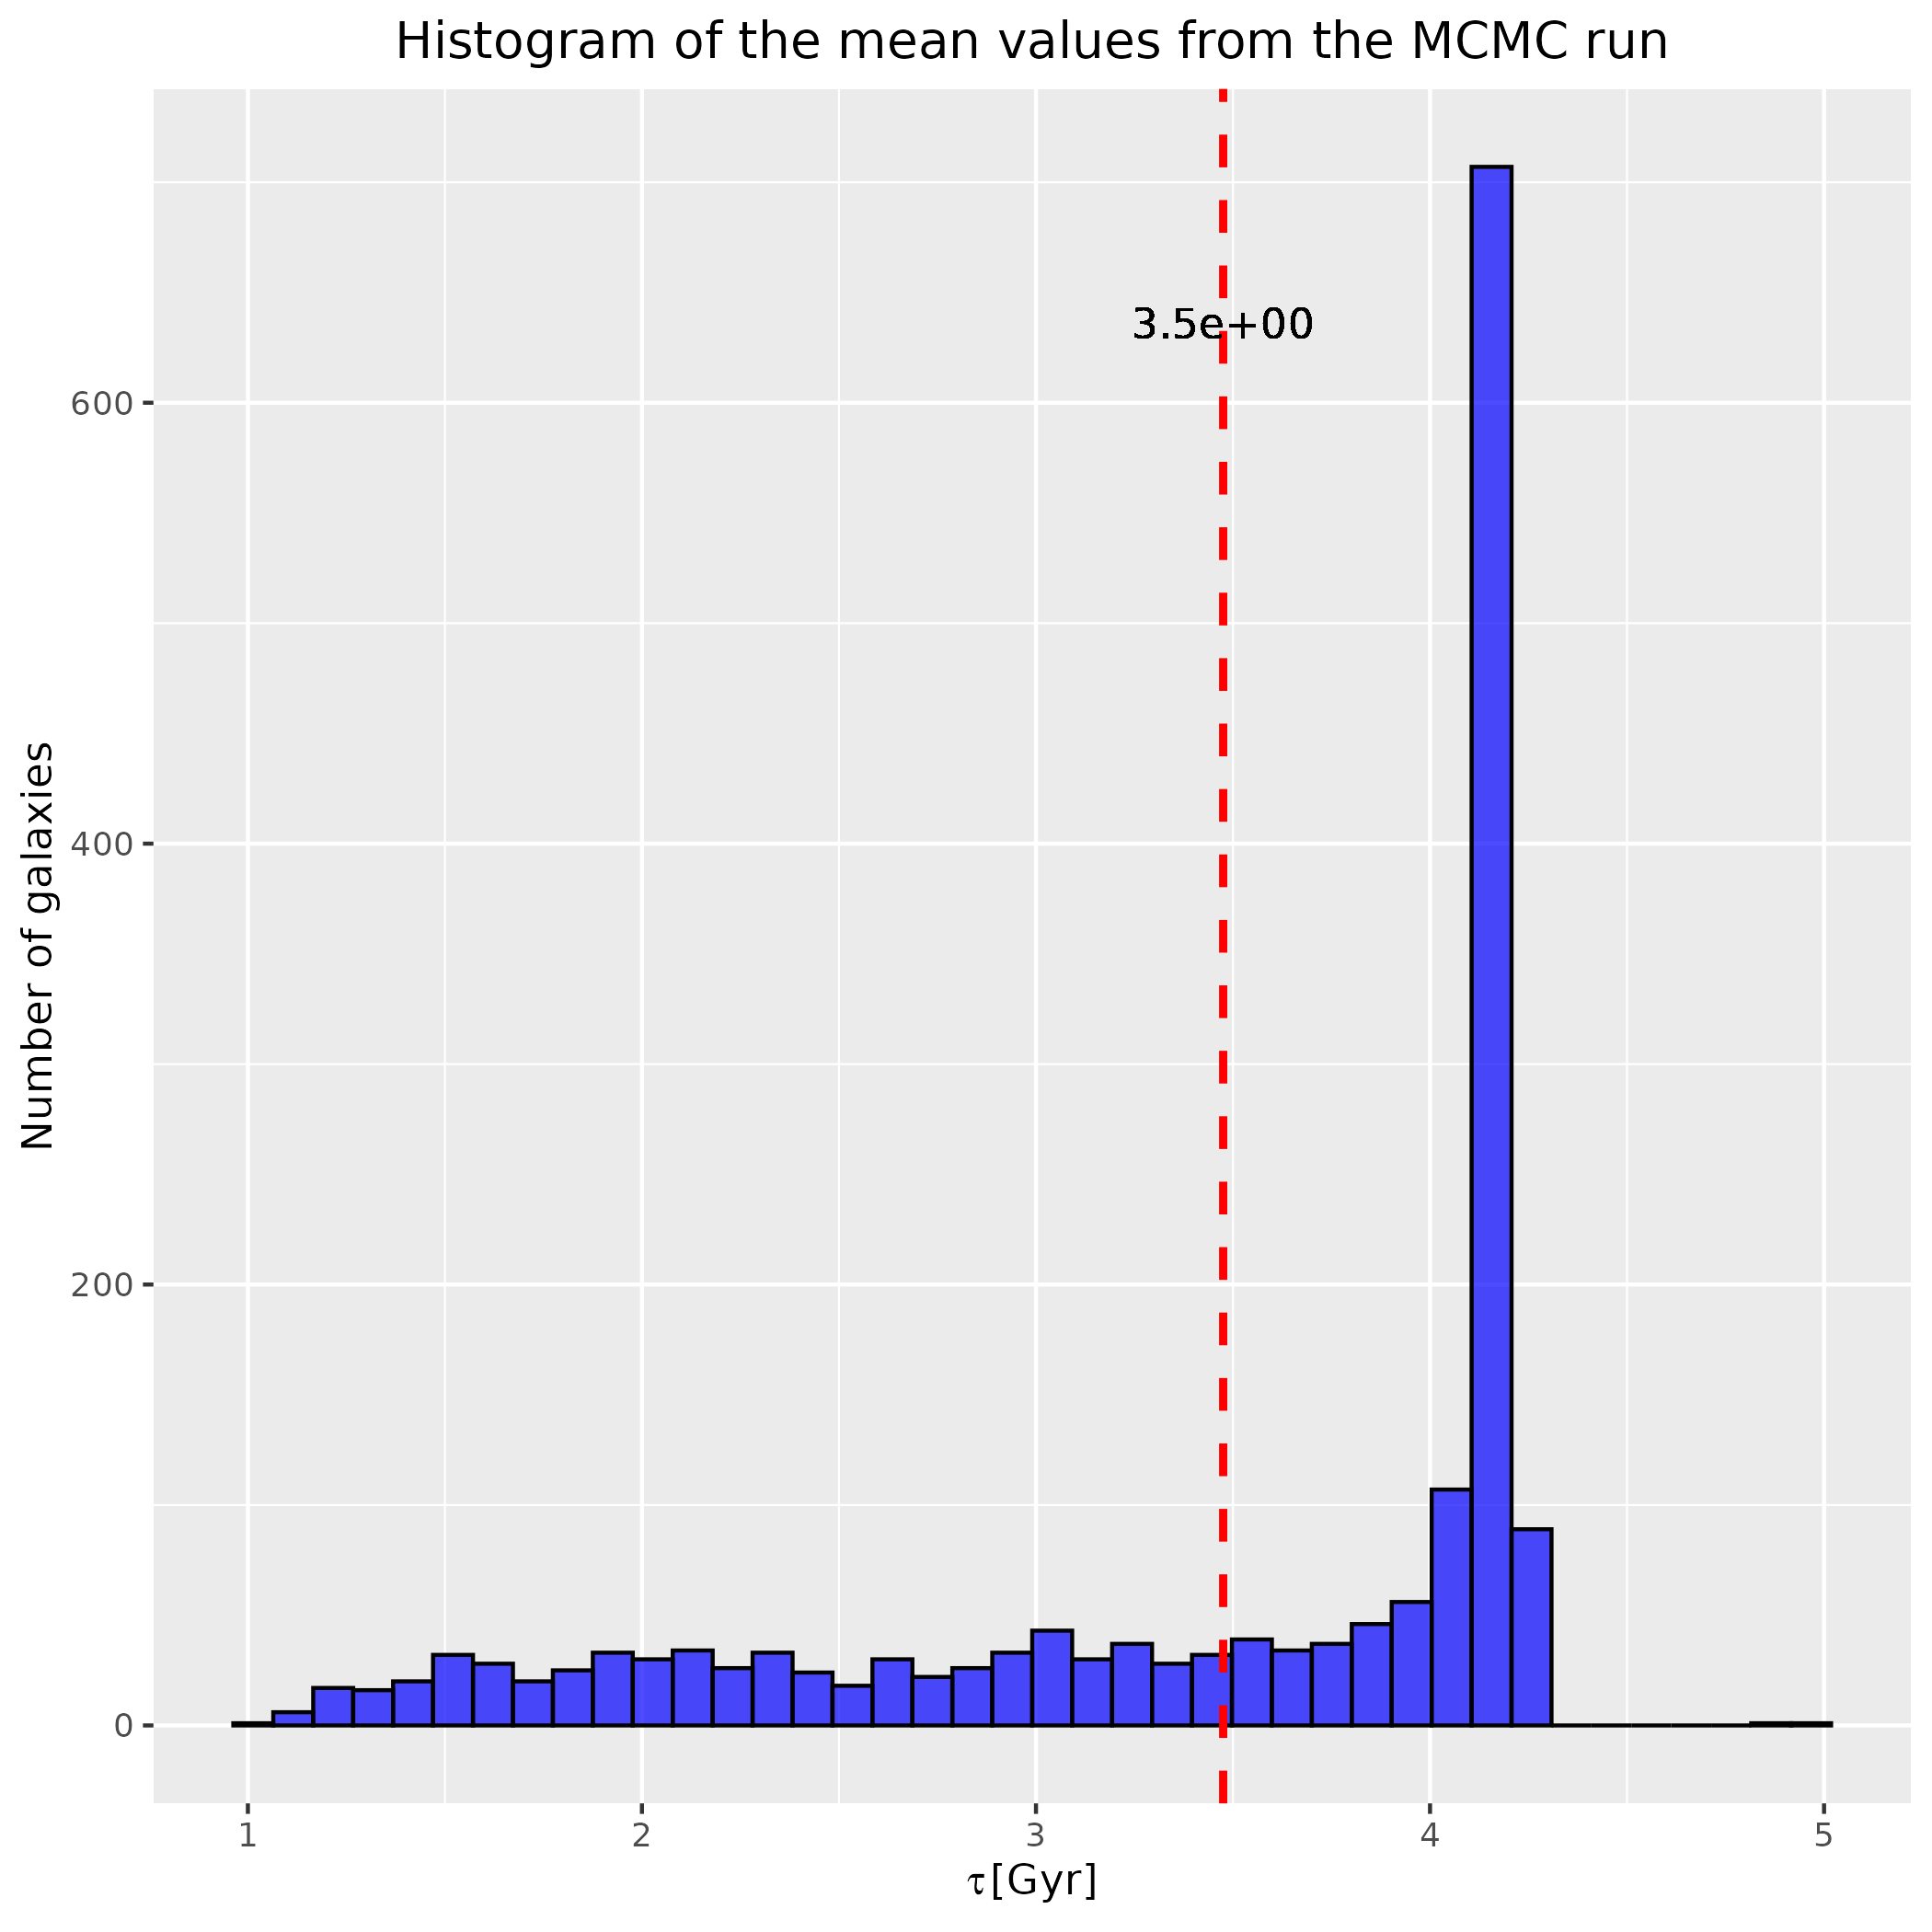 Histogram of the mean values from the MCMC run
3.5e+00
Number of galaxies
600
400
200
0
1 2 3 4 5
τ[Gyr]